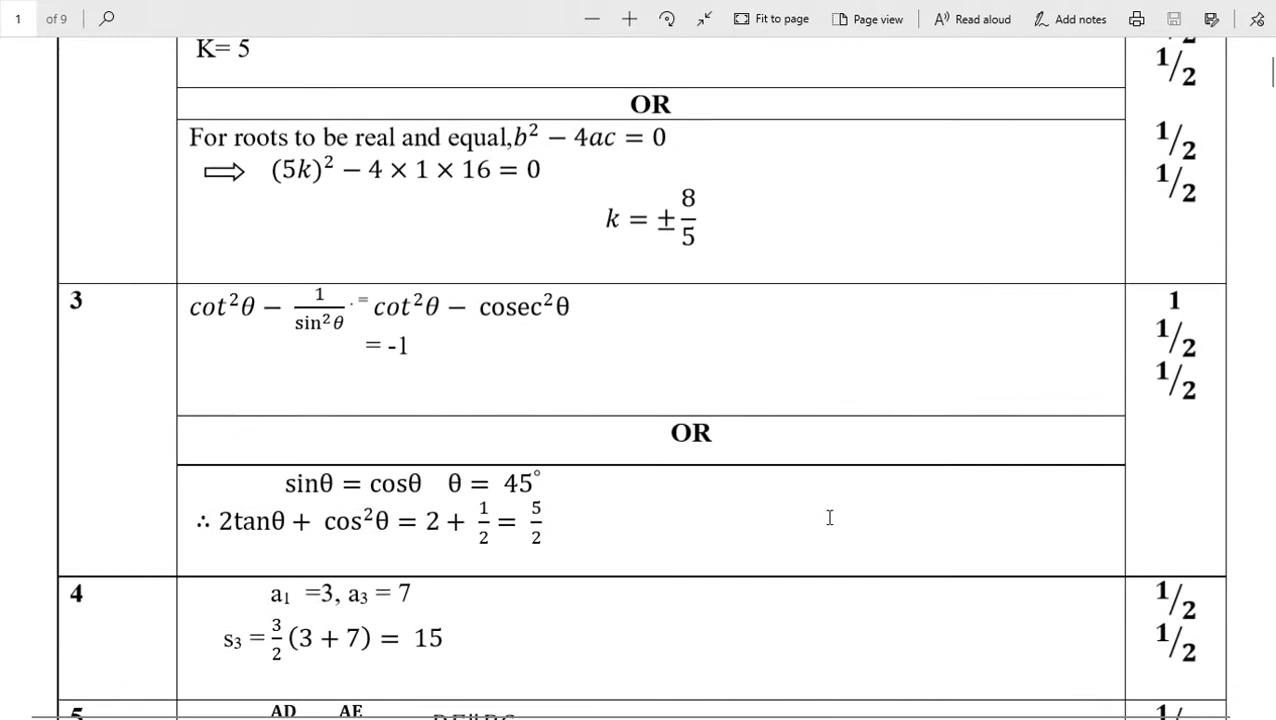 1 of 9 Fit to page Page view Read aloud Add notes
K= 5
1/2
OR
For roots to be real and equal,b² − 4ac = 0 1/2
⟹ (5k)² − 4 × 1 × 16 = 0 1/2
k = ± 8/5
3 cot²θ − 1/sin²θ . = cot²θ − cosec²θ 1
= -1 1/2
1/2
OR
sinθ = cosθ θ = 45°
∴ 2tanθ + cos²θ = 2 + 1/2 = 5/2
4 a₁ =3, a₃ = 7 1/2
s₃ = 3/2 (3 + 7) = 15 1/2
5 AD AE